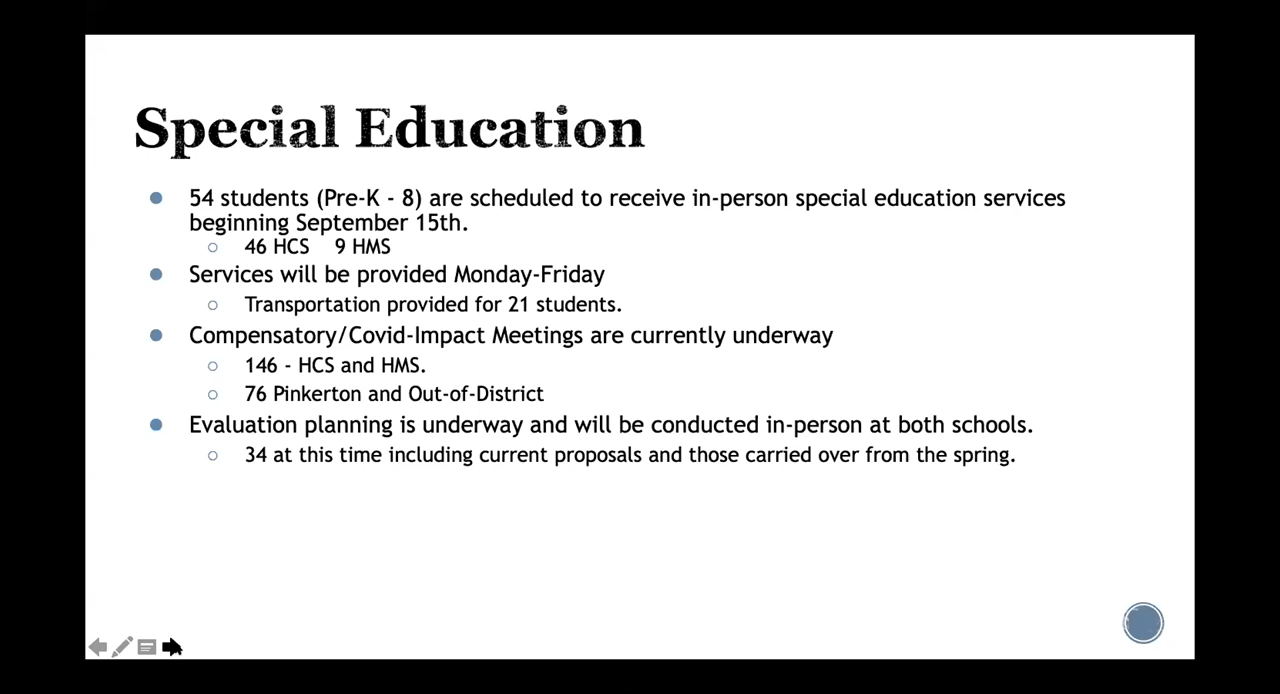 Special Education
54 students (Pre-K - 8) are scheduled to receive in-person special education services
beginning September 15th.
46 HCS 9 HMS
Services will be provided Monday-Friday
Transportation provided for 21 students.
Compensatory/Covid-Impact Meetings are currently underway
146 - HCS and HMS.
76 Pinkerton and Out-of-District
Evaluation planning is underway and will be conducted in-person at both schools.
34 at this time including current proposals and those carried over from the spring.